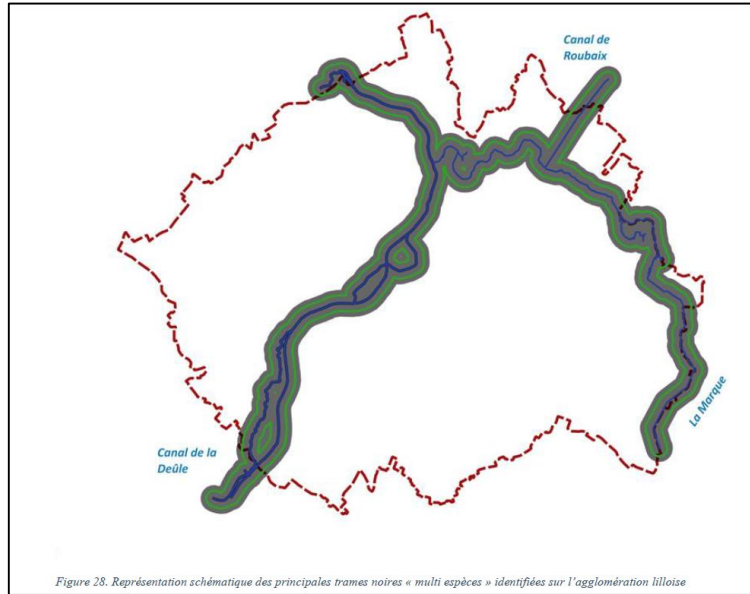 Canal de
Roubaix
La Marque
Canal de la
Deûle
Figure 28. Représentation schématique des principales trames noires « multi espèces » identifiées sur l'agglomération lilloise